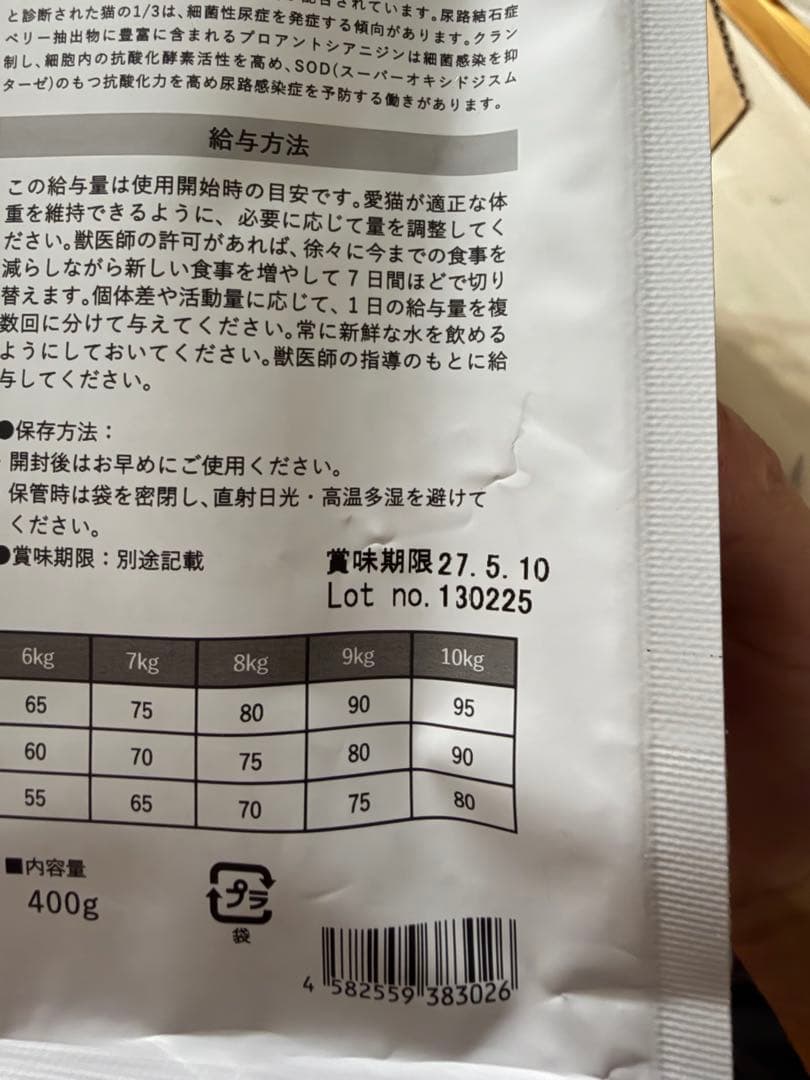 と診断された猫の1/3は、細菌性尿症を発症する傾向があります。クラン
ベリー抽出物に豊富に含まれるプロアントシアニジンは細菌感染を抑
制し、細胞内の抗酸化酵素活性を高め、SOD(スーパーオキシドジスム
ターゼ)のもつ抗酸化力を高め尿路感染症を予防する働きがあります。
給与方法
この給与量は使用開始時の目安です。愛猫が適正な体
重を維持できるように、必要に応じて量を調整してく
ださい。獣医師の許可があれば、徐々に今までの食事を
減らしながら新しい食事を増やして7日間ほどで切り
替えます。個体差や活動量に応じて、1日の給与量を複
数回に分けて与えてください。常に新鮮な水を飲める
ようにしておいてください。獣医師の指導のもとに給
与してください。
●保存方法：
・開封後はお早めにご使用ください。
保管時は袋を密閉し、直射日光・高温多湿を避けて
ください。
●賞味期限：別途記載
賞味期限27.5.10
Lot no.130225
6kg 7kg 8kg 9kg 10kg
65 75 80 90 95
60 70 75 80 90
55 65 70 75 80
■内容量
400g
プラ
袋
4 582559 383026